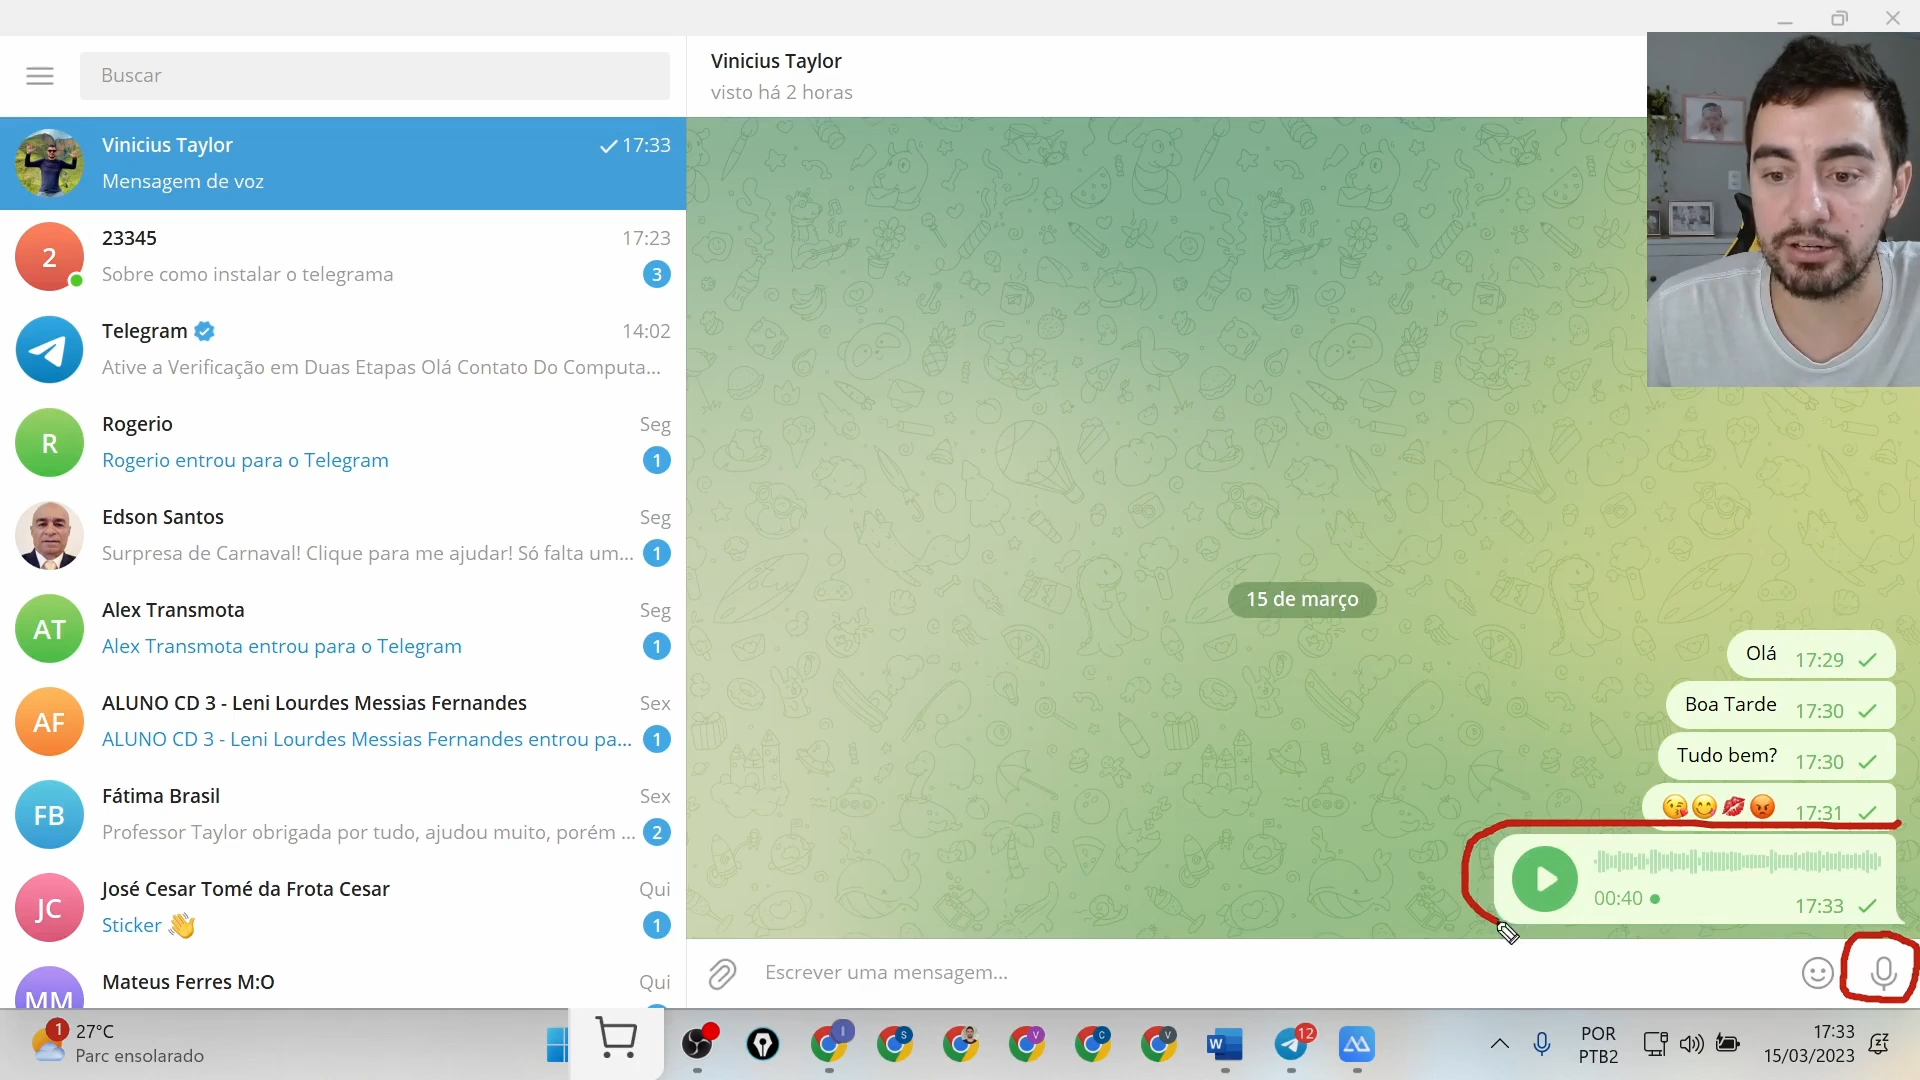 Buscar
Vinicius Taylor
17:33
Mensagem de voz
2
23345
17:23
Sobre como instalar o telegrama
3
Telegram
14:02
Ative a Verificação em Duas Etapas Olá Contato Do Computa...
R
Rogerio
Seg
Rogerio entrou para o Telegram
1
Edson Santos
Seg
Surpresa de Carnaval! Clique para me ajudar! Só falta um...
1
AT
Alex Transmota
Seg
Alex Transmota entrou para o Telegram
1
AF
ALUNO CD 3 - Leni Lourdes Messias Fernandes
Sex
ALUNO CD 3 - Leni Lourdes Messias Fernandes entrou pa...
1
FB
Fátima Brasil
Sex
Professor Taylor obrigada por tudo, ajudou muito, porém ...
2
JC
José Cesar Tomé da Frota Cesar
Qui
Sticker 👋
1
MM
Mateus Ferres M:O
Qui
Vinicius Taylor
visto há 2 horas
15 de março
Olá 17:29
Boa Tarde 17:30
Tudo bem? 17:30
😘😋💋😡 17:31
00:40
17:33
Escrever uma mensagem...
1
27°C
Parc ensolarado
I
S
V
C
V
W
12
POR
PTB2
17:33
15/03/2023